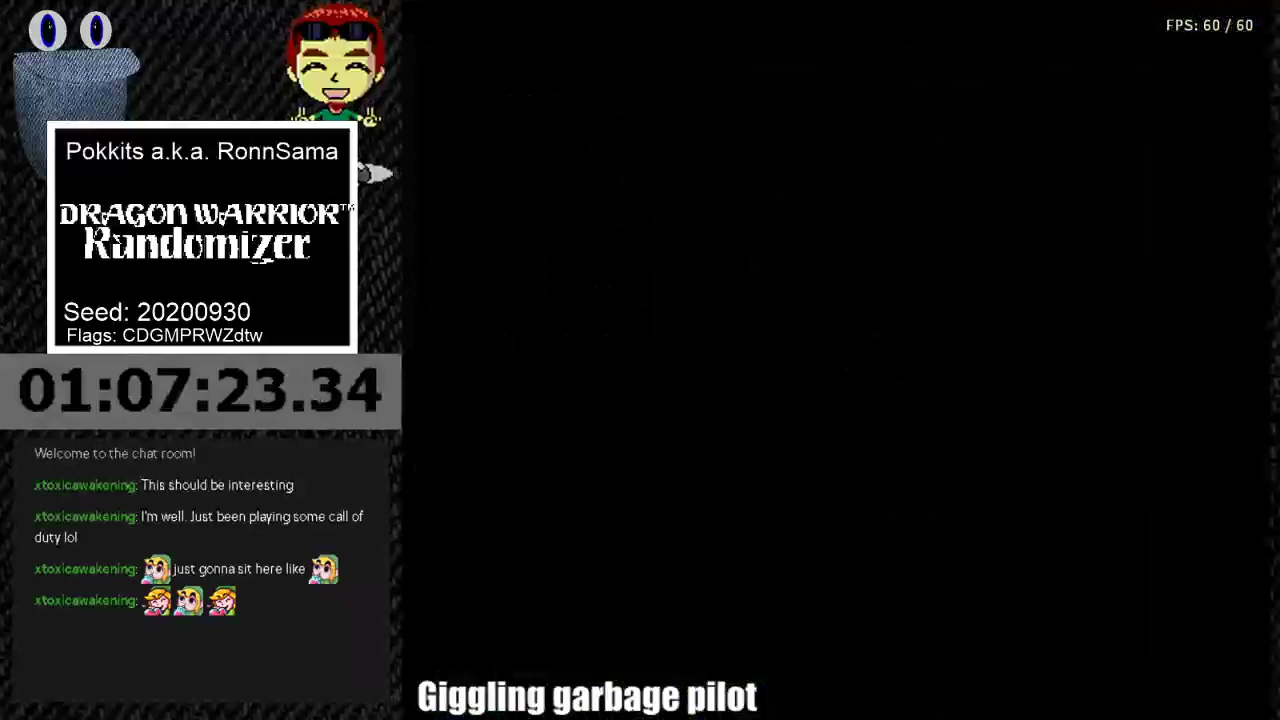 FPS: 60 / 60
Pokkits a.k.a. RonnSama
DRAGON WARRIOR™
Randomizer
Seed: 20200930
Flags: CDGMPRWZdtw
01:07:23.34
Welcome to the chat room!
xtoxicawakening: This should be interesting
xtoxicawakening: I'm well. Just been playing some call of
duty lol
xtoxicawakening: just gonna sit here like
xtoxicawakening:
Giggling garbage pilot